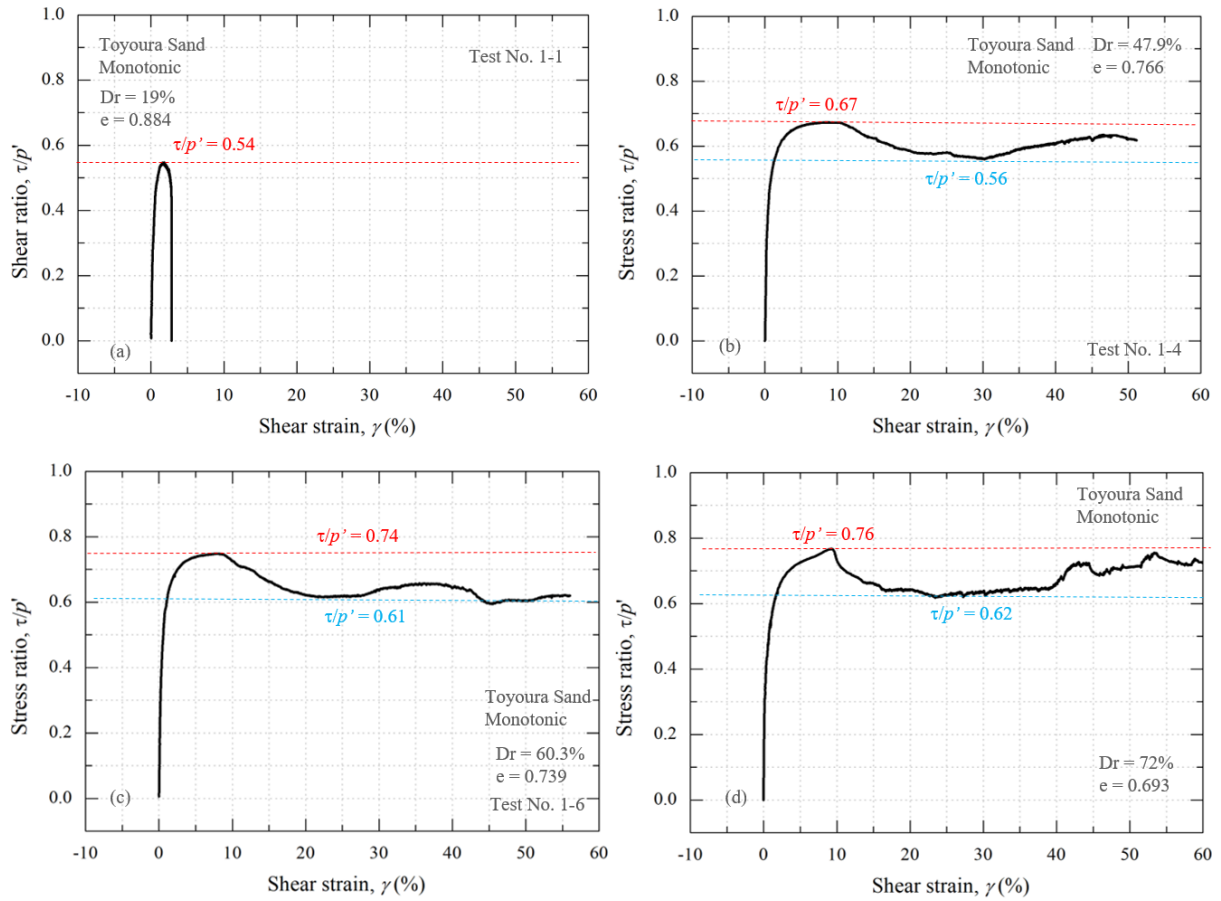 1.0
0.8
0.6
0.4
0.2
0.0
Shear ratio, τ/p'
Toyoura Sand
Monotonic
Dr = 19%
e = 0.884
Test No. 1-1
τ/p’ = 0.54
(a)
-10 0 10 20 30 40 50 60
Shear strain, γ (%)
1.0
0.8
0.6
0.4
0.2
0.0
Stress ratio, τ/p'
Toyoura Sand Dr = 47.9%
Monotonic e = 0.766
τ/p’ = 0.67
τ/p’ = 0.56
(b)
Test No. 1-4
-10 0 10 20 30 40 50 60
Shear strain, γ (%)
1.0
0.8
0.6
0.4
0.2
0.0
Stress ratio, τ/p'
τ/p’ = 0.74
τ/p’ = 0.61
Toyoura Sand
Monotonic
Dr = 60.3%
e = 0.739
(c)
Test No. 1-6
-10 0 10 20 30 40 50 60
Shear strain, γ (%)
1.0
0.8
0.6
0.4
0.2
0.0
Stress ratio, τ/p'
Toyoura Sand
Monotonic
τ/p’ = 0.76
τ/p’ = 0.62
Dr = 72%
e = 0.693
(d)
-10 0 10 20 30 40 50 60
Shear strain, γ (%)